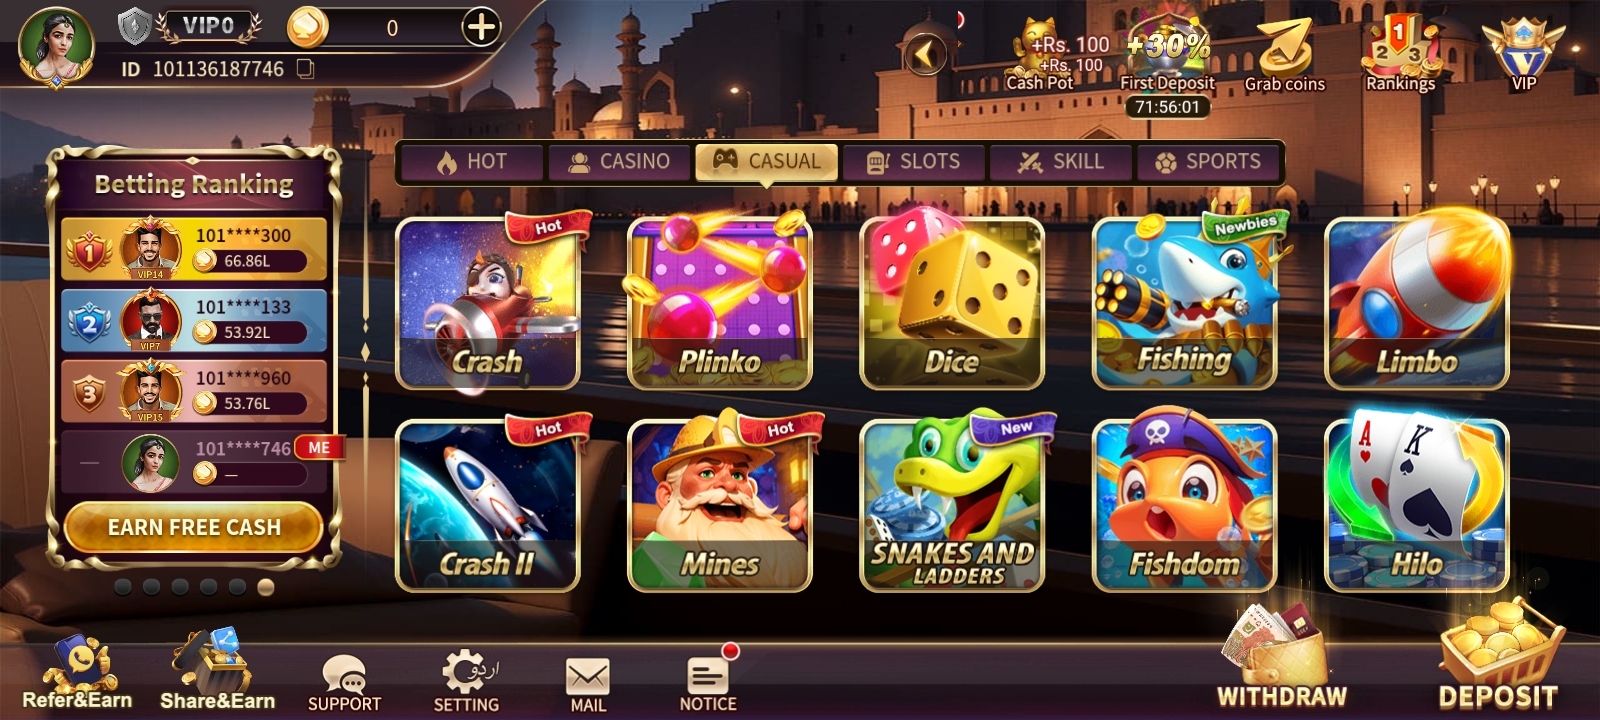 VIP0
0
ID 101136187746
+Rs. 100
+Rs. 100
Cash Pot
+30%
First Deposit
71:56:01
Grab coins
1
2 3
Rankings
V
VIP
HOT
CASINO
CASUAL
SLOTS
SKILL
SPORTS
Betting Ranking
1
VIP14
101****300
66.86L
2
VIP7
101****133
53.92L
3
VIP15
101****960
53.76L
—
101****746
ME
—
EARN FREE CASH
Hot
Crash
Plinko
Dice
Newbies
Fishing
Limbo
Hot
Crash II
Hot
Mines
New
SNAKES AND
LADDERS
Fishdom
A
K
Hilo
Refer&Earn
Share&Earn
SUPPORT
اردو
SETTING
MAIL
NOTICE
WITHDRAW
DEPOSIT